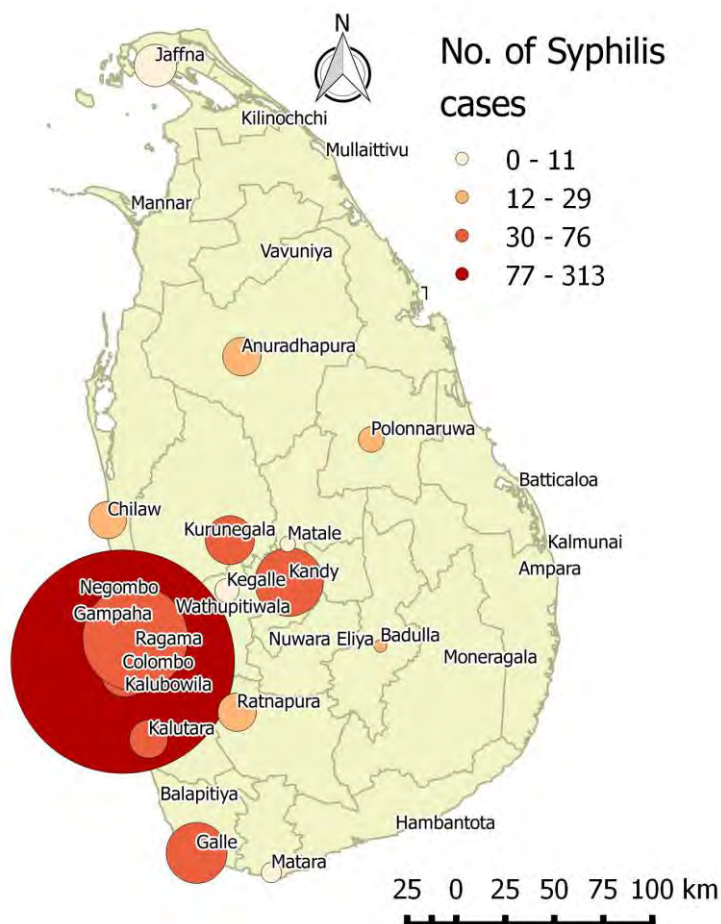 N
No. of Syphilis
cases
0 - 11
12 - 29
30 - 76
77 - 313
Jaffna
Kilinochchi
Mullaittivu
Mannar
Vavuniya
Anuradhapura
Polonnaruwa
Batticaloa
Chilaw
Kurunegala
Matale
Kalmunai
Ampara
Kandy
Kegalle
Negombo
Wathupitiwala
Gampaha
Ragama
Nuwara Eliya
Badulla
Moneragala
Colombo
Kalubowila
Ratnapura
Kalutara
Balapitiya
Hambantota
Galle
Matara
25 0 25 50 75 100 km